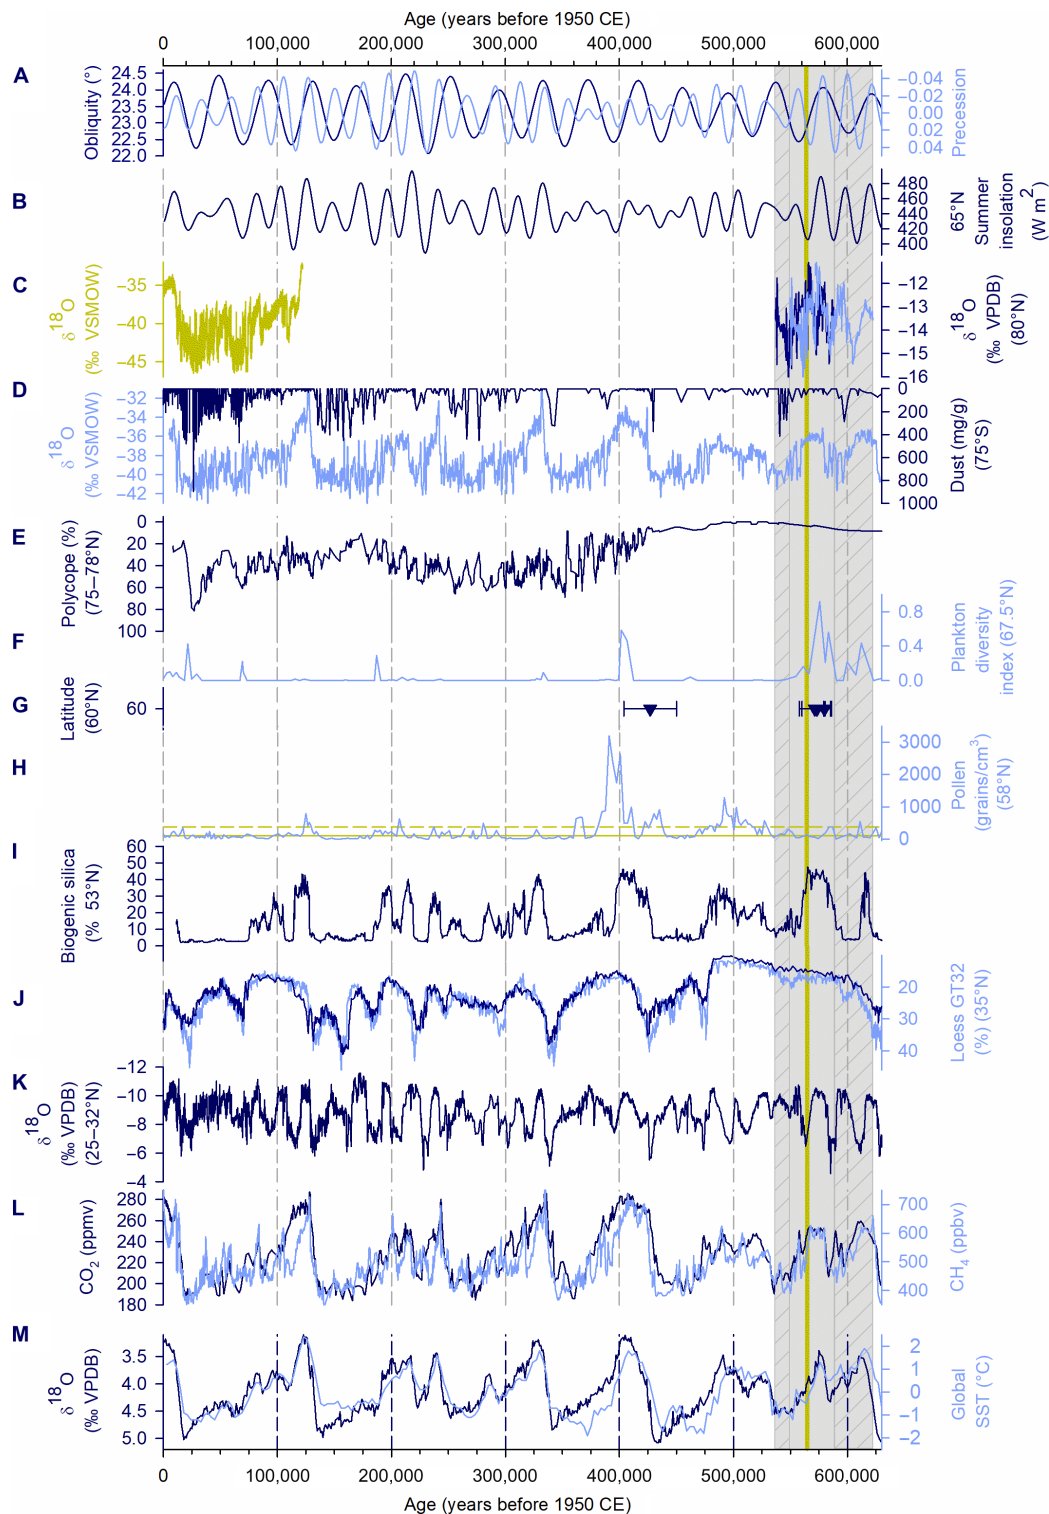 Age (years before 1950 CE)
0 100,000 200,000 300,000 400,000 500,000 600,000
A
Obliquity (°)
24.5
23.5
23.0
22.5
22.0
−0.04
−0.02
0.00
0.02
0.04
Precession
B
480
460
440
420
400
65°N
Summer
insolation
(W m²)
C
δ¹⁸O
(‰ VSMOW)
−35
−40
−45
−12
−13
−14
−15
−16
δ¹⁸O
(‰ VPDB)
(80°N)
D
δ¹⁸O
(‰ VSMOW)
−32
−34
−36
−38
−40
−42
0
200
400
600
800
1000
Dust (mg/g)
(75°S)
E
Polycope (%)
(75–78°N)
0
20
40
60
80
100
F
0.8
0.4
0.0
Plankton
diversity
index (67.5°N)
G
Latitude
(60°N)
60
H
3000
2000
1000
0
Pollen
(grains/cm³)
(58°N)
I
Biogenic silica
(% 53°N)
60
50
40
30
20
10
0
J
20
30
40
Loess GT32
(%) (35°N)
K
δ¹⁸O
(‰ VPDB)
(25–32°N)
−12
−10
−8
−6
−4
L
CO₂ (ppmv)
280
260
240
220
200
180
700
600
500
400
CH₄ (ppbv)
M
δ¹⁸O
(‰ VPDB)
3.5
4.0
4.5
5.0
2
1
0
−1
−2
Global
SST (°C)
0 100,000 200,000 300,000 400,000 500,000 600,000
Age (years before 1950 CE)